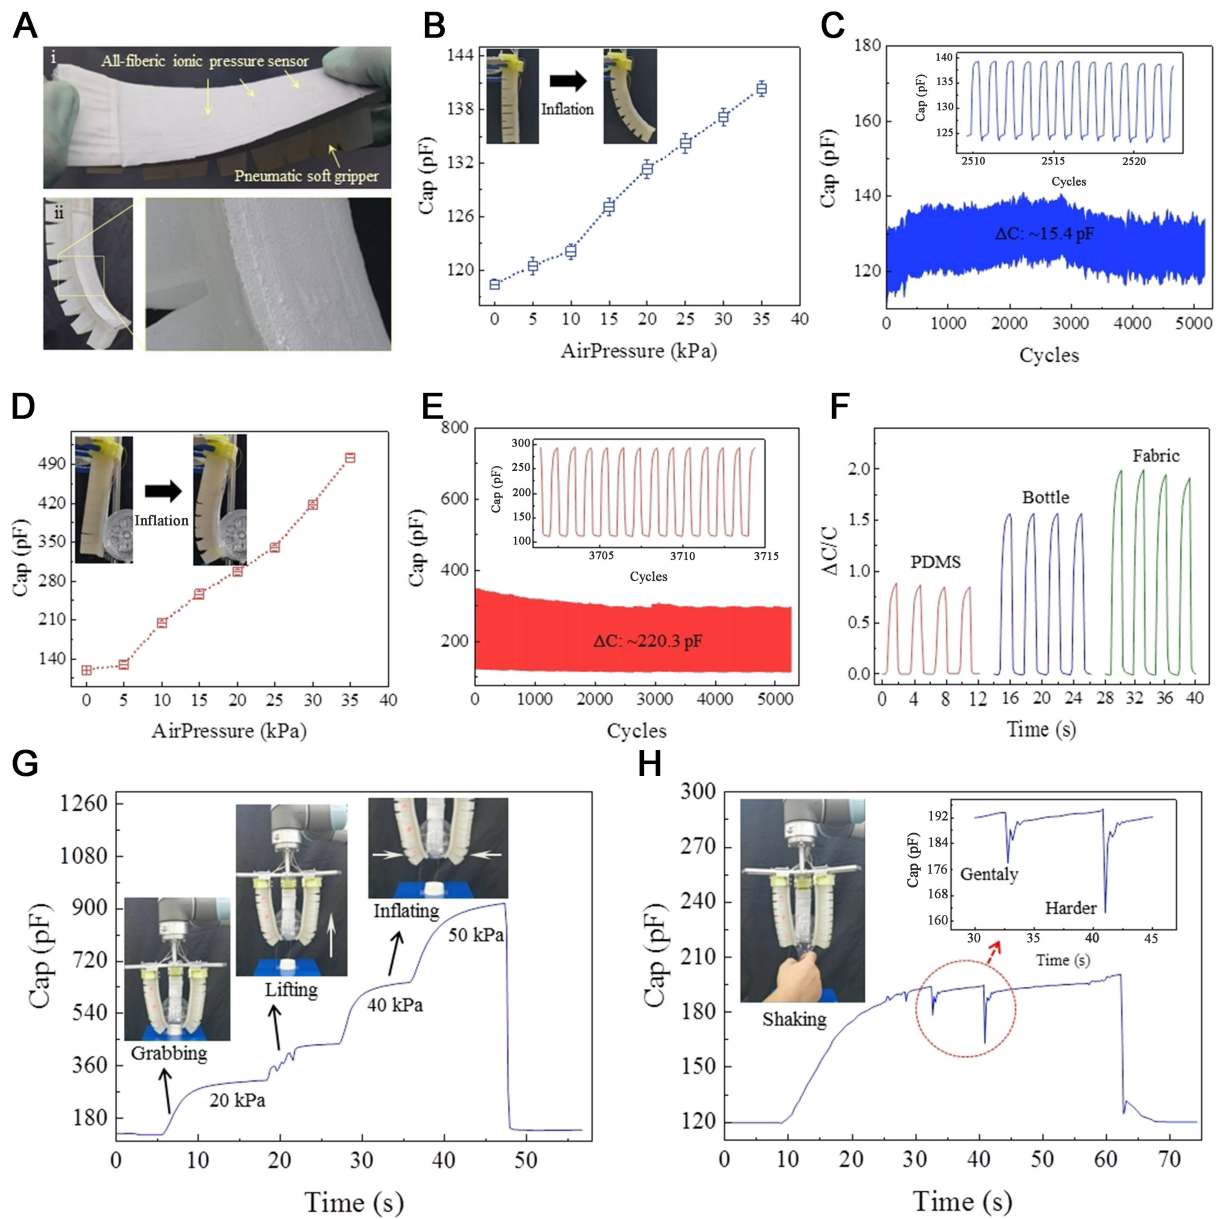 A
i
All-fiberic ionic pressure sensor
Pneumatic soft gripper
ii
B
144
138
132
126
120
Cap (pF)
Inflation
0 5 10 15 20 25 30 35 40
AirPressure (kPa)
C
180
160
140
120
Cap (pF)
140
135
130
125
Cap (pF)
2510 2515 2520
Cycles
ΔC: ~15.4 pF
0 1000 2000 3000 4000 5000
Cycles
D
490
420
350
280
210
140
Cap (pF)
Inflation
0 5 10 15 20 25 30 35 40
AirPressure (kPa)
E
800
600
400
200
Cap (pF)
300
250
200
150
100
Cap (pF)
3705 3710 3715
Cycles
ΔC: ~220.3 pF
0 1000 2000 3000 4000 5000
Cycles
F
2.0
1.5
1.0
0.5
0.0
ΔC/C
PDMS
Bottle
Fabric
0 4 8 12 16 20 24 28 32 36 40
Time (s)
G
1260
1080
900
720
540
360
180
Cap (pF)
Grabbing
20 kPa
Lifting
40 kPa
Inflating
50 kPa
0 10 20 30 40 50
Time (s)
H
300
270
240
210
180
150
120
Cap (pF)
Shaking
192
184
176
168
160
Cap (pF)
Gentaly
Harder
30 35 40 45
Time (s)
0 10 20 30 40 50 60 70
Time (s)